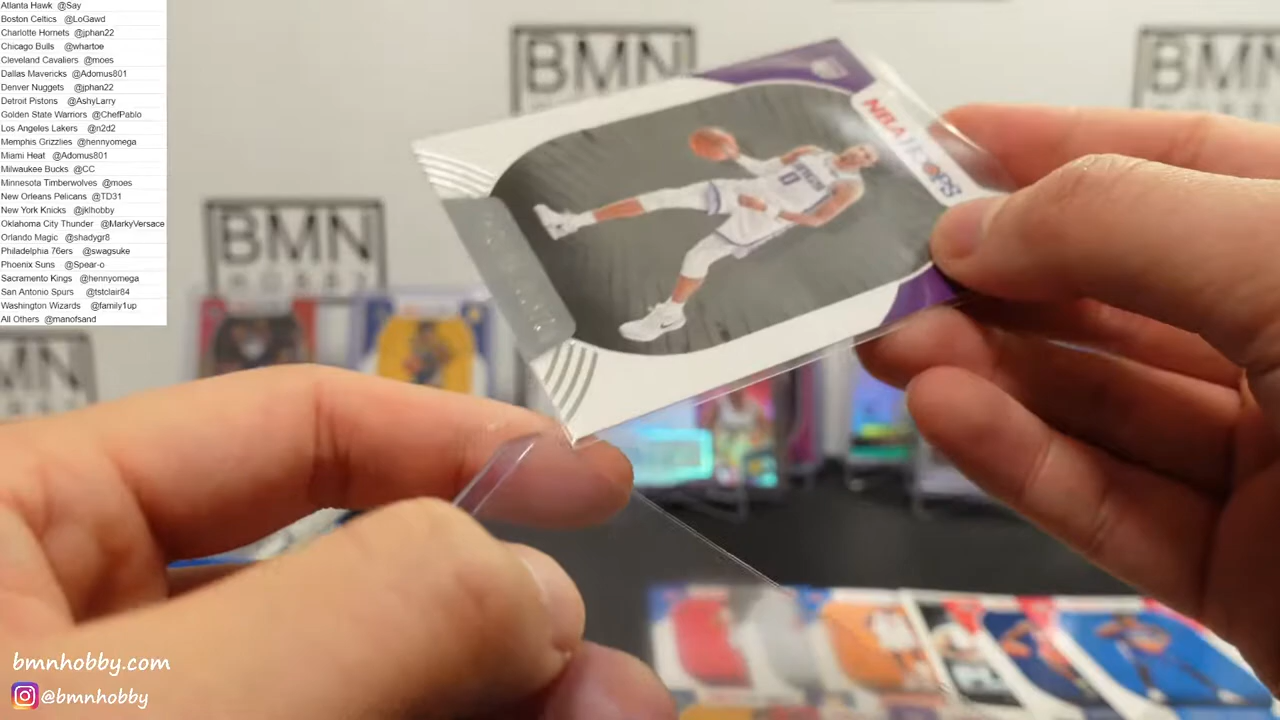 Atlanta Hawk @Say
Boston Celtics @LoGawd
Charlotte Hornets @jphan22
Chicago Bulls @whartoe
Cleveland Cavaliers @moes
Dallas Mavericks @Adomus801
Denver Nuggets @jphan22
Detroit Pistons @AshyLarry
Golden State Warriors @ChefPablo
Los Angeles Lakers @n2d2
Memphis Grizzlies @hennyomega
Miami Heat @Adomus801
Milwaukee Bucks @CC
Minnesota Timberwolves @moes
New Orleans Pelicans @TD31
New York Knicks @jklhobby
Oklahoma City Thunder @MarkyVersace
Orlando Magic @shadygr8
Philadelphia 76ers @swagsuke
Phoenix Suns @Spear-o
Sacramento Kings @hennyomega
San Antonio Spurs @tstclair84
Washington Wizards @family1up
All Others @manofsand
BMN
BMN
BMN
NBA HOOPS
0
bmnhobby.com
@bmnhobby